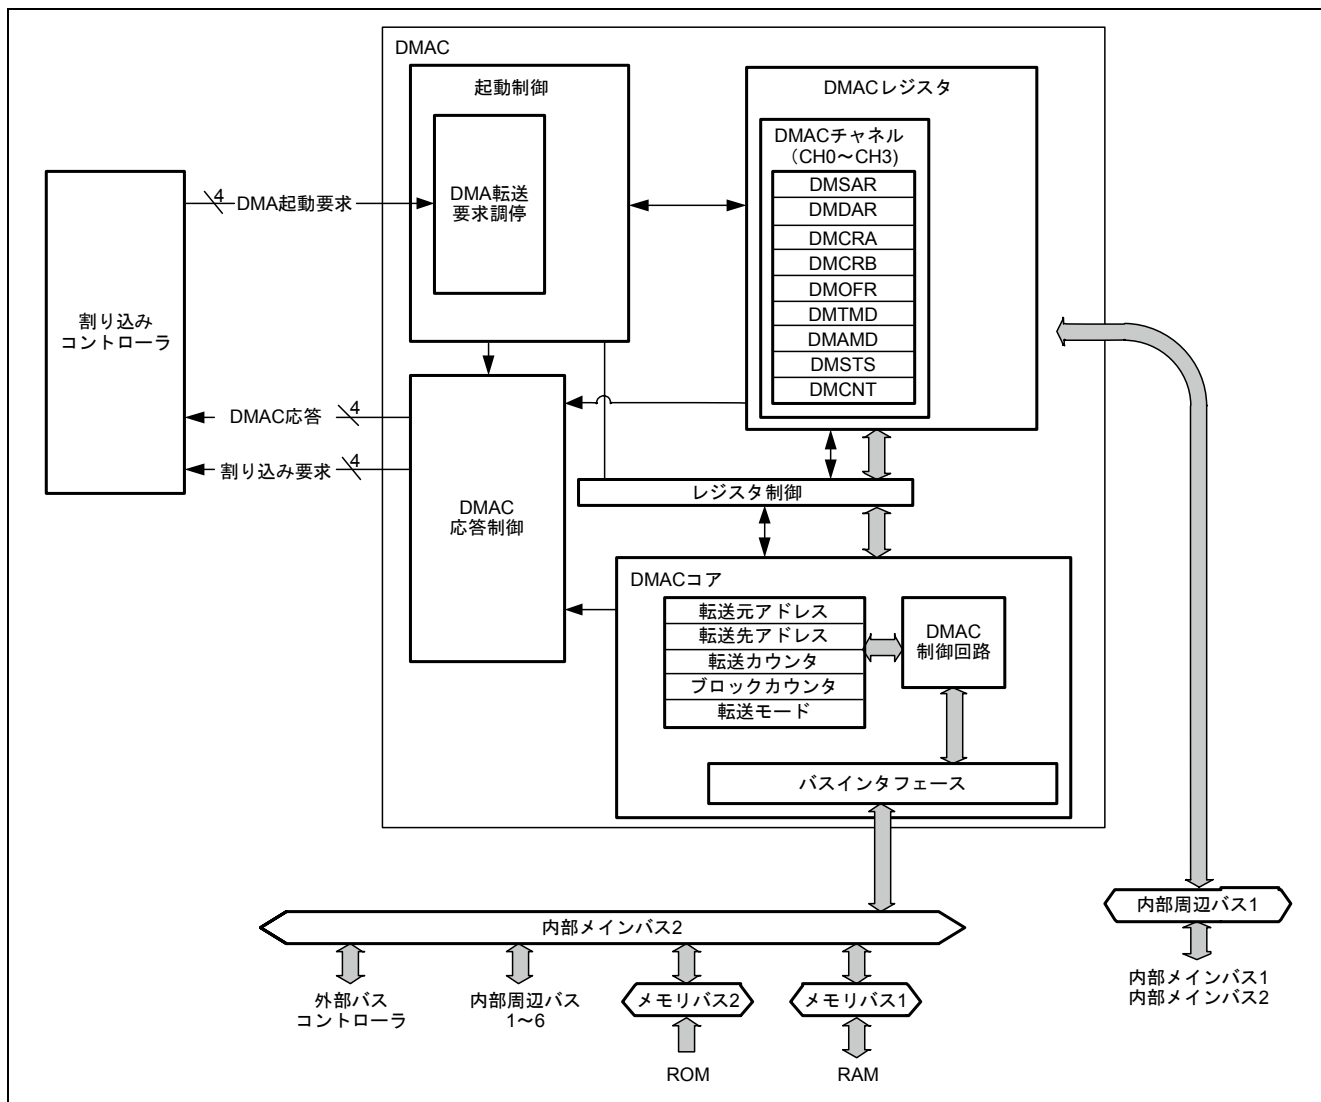 DMAC
起動制御
DMA転送
要求調停
DMACレジスタ
DMACチャネル
(CH0～CH3)
DMSAR
DMDAR
DMCRA
DMCRB
DMOFR
DMTMD
DMAMD
DMSTS
DMCNT
割り込み
コントローラ
4
DMA起動要求
DMAC応答
4
割り込み要求
4
DMAC
応答制御
レジスタ制御
DMACコア
転送元アドレス
転送先アドレス
転送カウンタ
ブロックカウンタ
転送モード
DMAC
制御回路
バスインタフェース
内部メインバス2
外部バス
コントローラ
内部周辺バス
1～6
メモリバス2
ROM
メモリバス1
RAM
内部周辺バス1
内部メインバス1
内部メインバス2